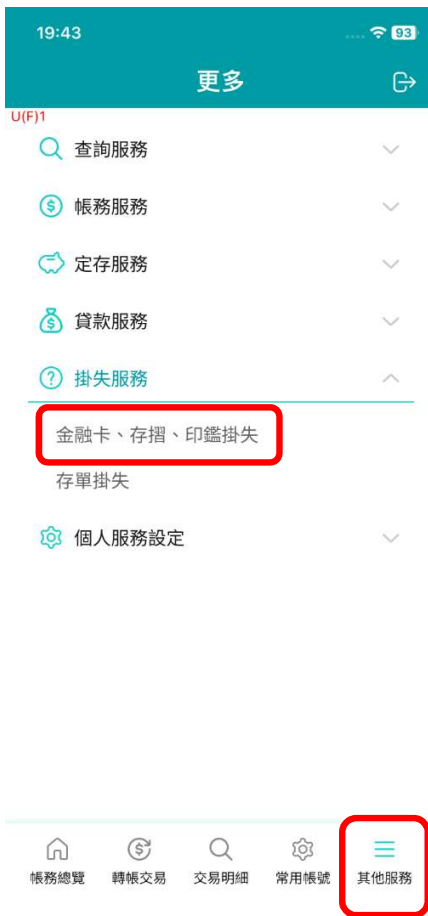 19:43
93
更多
U(F)1
查詢服務
帳務服務
定存服務
貸款服務
掛失服務
金融卡、存摺、印鑑掛失
存單掛失
個人服務設定
帳務總覽 轉帳交易 交易明細 常用帳號 其他服務